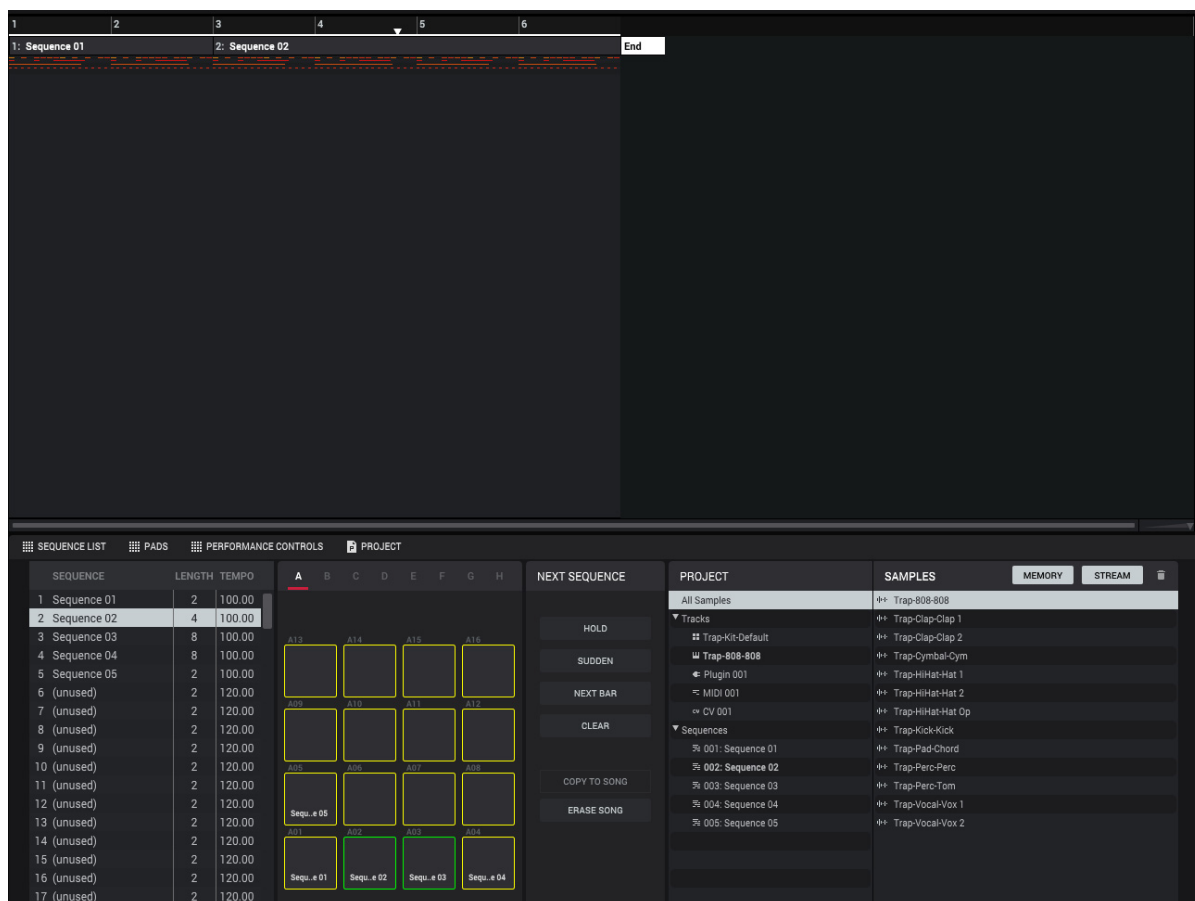 1 2 3 4 5 6
1: Sequence 01 2: Sequence 02 End
SEQUENCE LIST PADS PERFORMANCE CONTROLS PROJECT
SEQUENCE LENGTH TEMPO
1 Sequence 01 2 100.00
2 Sequence 02 4 100.00
3 Sequence 03 8 100.00
4 Sequence 04 8 100.00
5 Sequence 05 2 100.00
6 (unused) 2 120.00
7 (unused) 2 120.00
8 (unused) 2 120.00
9 (unused) 2 120.00
10 (unused) 2 120.00
11 (unused) 2 120.00
12 (unused) 2 120.00
13 (unused) 2 120.00
14 (unused) 2 120.00
15 (unused) 2 120.00
16 (unused) 2 120.00
17 (unused) 2 120.00
A B C D E F G H
A13 A14 A15 A16
A09 A10 A11 A12
A05 A06 A07 A08
Sequ..e 05
A01 A02 A03 A04
Sequ..e 01 Sequ..e 02 Sequ..e 03 Sequ..e 04
NEXT SEQUENCE
HOLD
SUDDEN
NEXT BAR
CLEAR
COPY TO SONG
ERASE SONG
PROJECT
All Samples
Tracks
Trap-Kit-Default
Trap-808-808
Plugin 001
MIDI 001
CV CV 001
Sequences
001: Sequence 01
002: Sequence 02
003: Sequence 03
004: Sequence 04
005: Sequence 05
SAMPLES MEMORY STREAM
Trap-808-808
Trap-Clap-Clap 1
Trap-Clap-Clap 2
Trap-Cymbal-Cym
Trap-HiHat-Hat 1
Trap-HiHat-Hat 2
Trap-HiHat-Hat Op
Trap-Kick-Kick
Trap-Pad-Chord
Trap-Perc-Perc
Trap-Perc-Tom
Trap-Vocal-Vox 1
Trap-Vocal-Vox 2